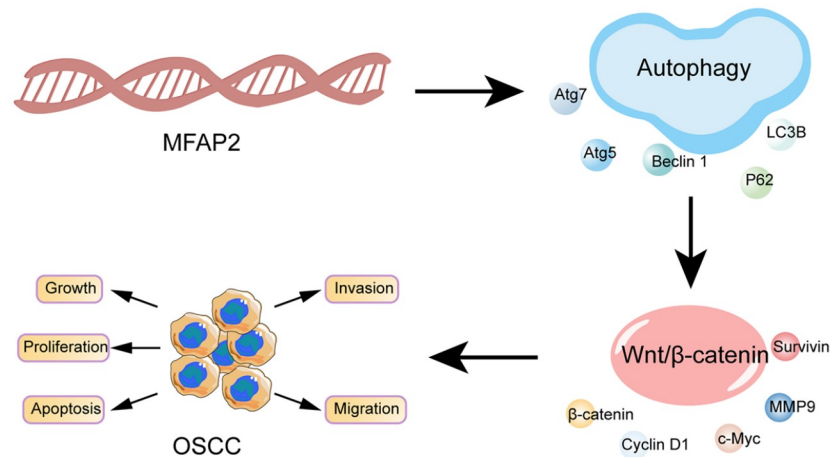 MFAP2
Autophagy
Atg7
Atg5
Beclin 1
LC3B
P62
Wnt/β-catenin
Survivin
MMP9
β-catenin
Cyclin D1
c-Myc
Growth
Proliferation
Apoptosis
Invasion
Migration
OSCC